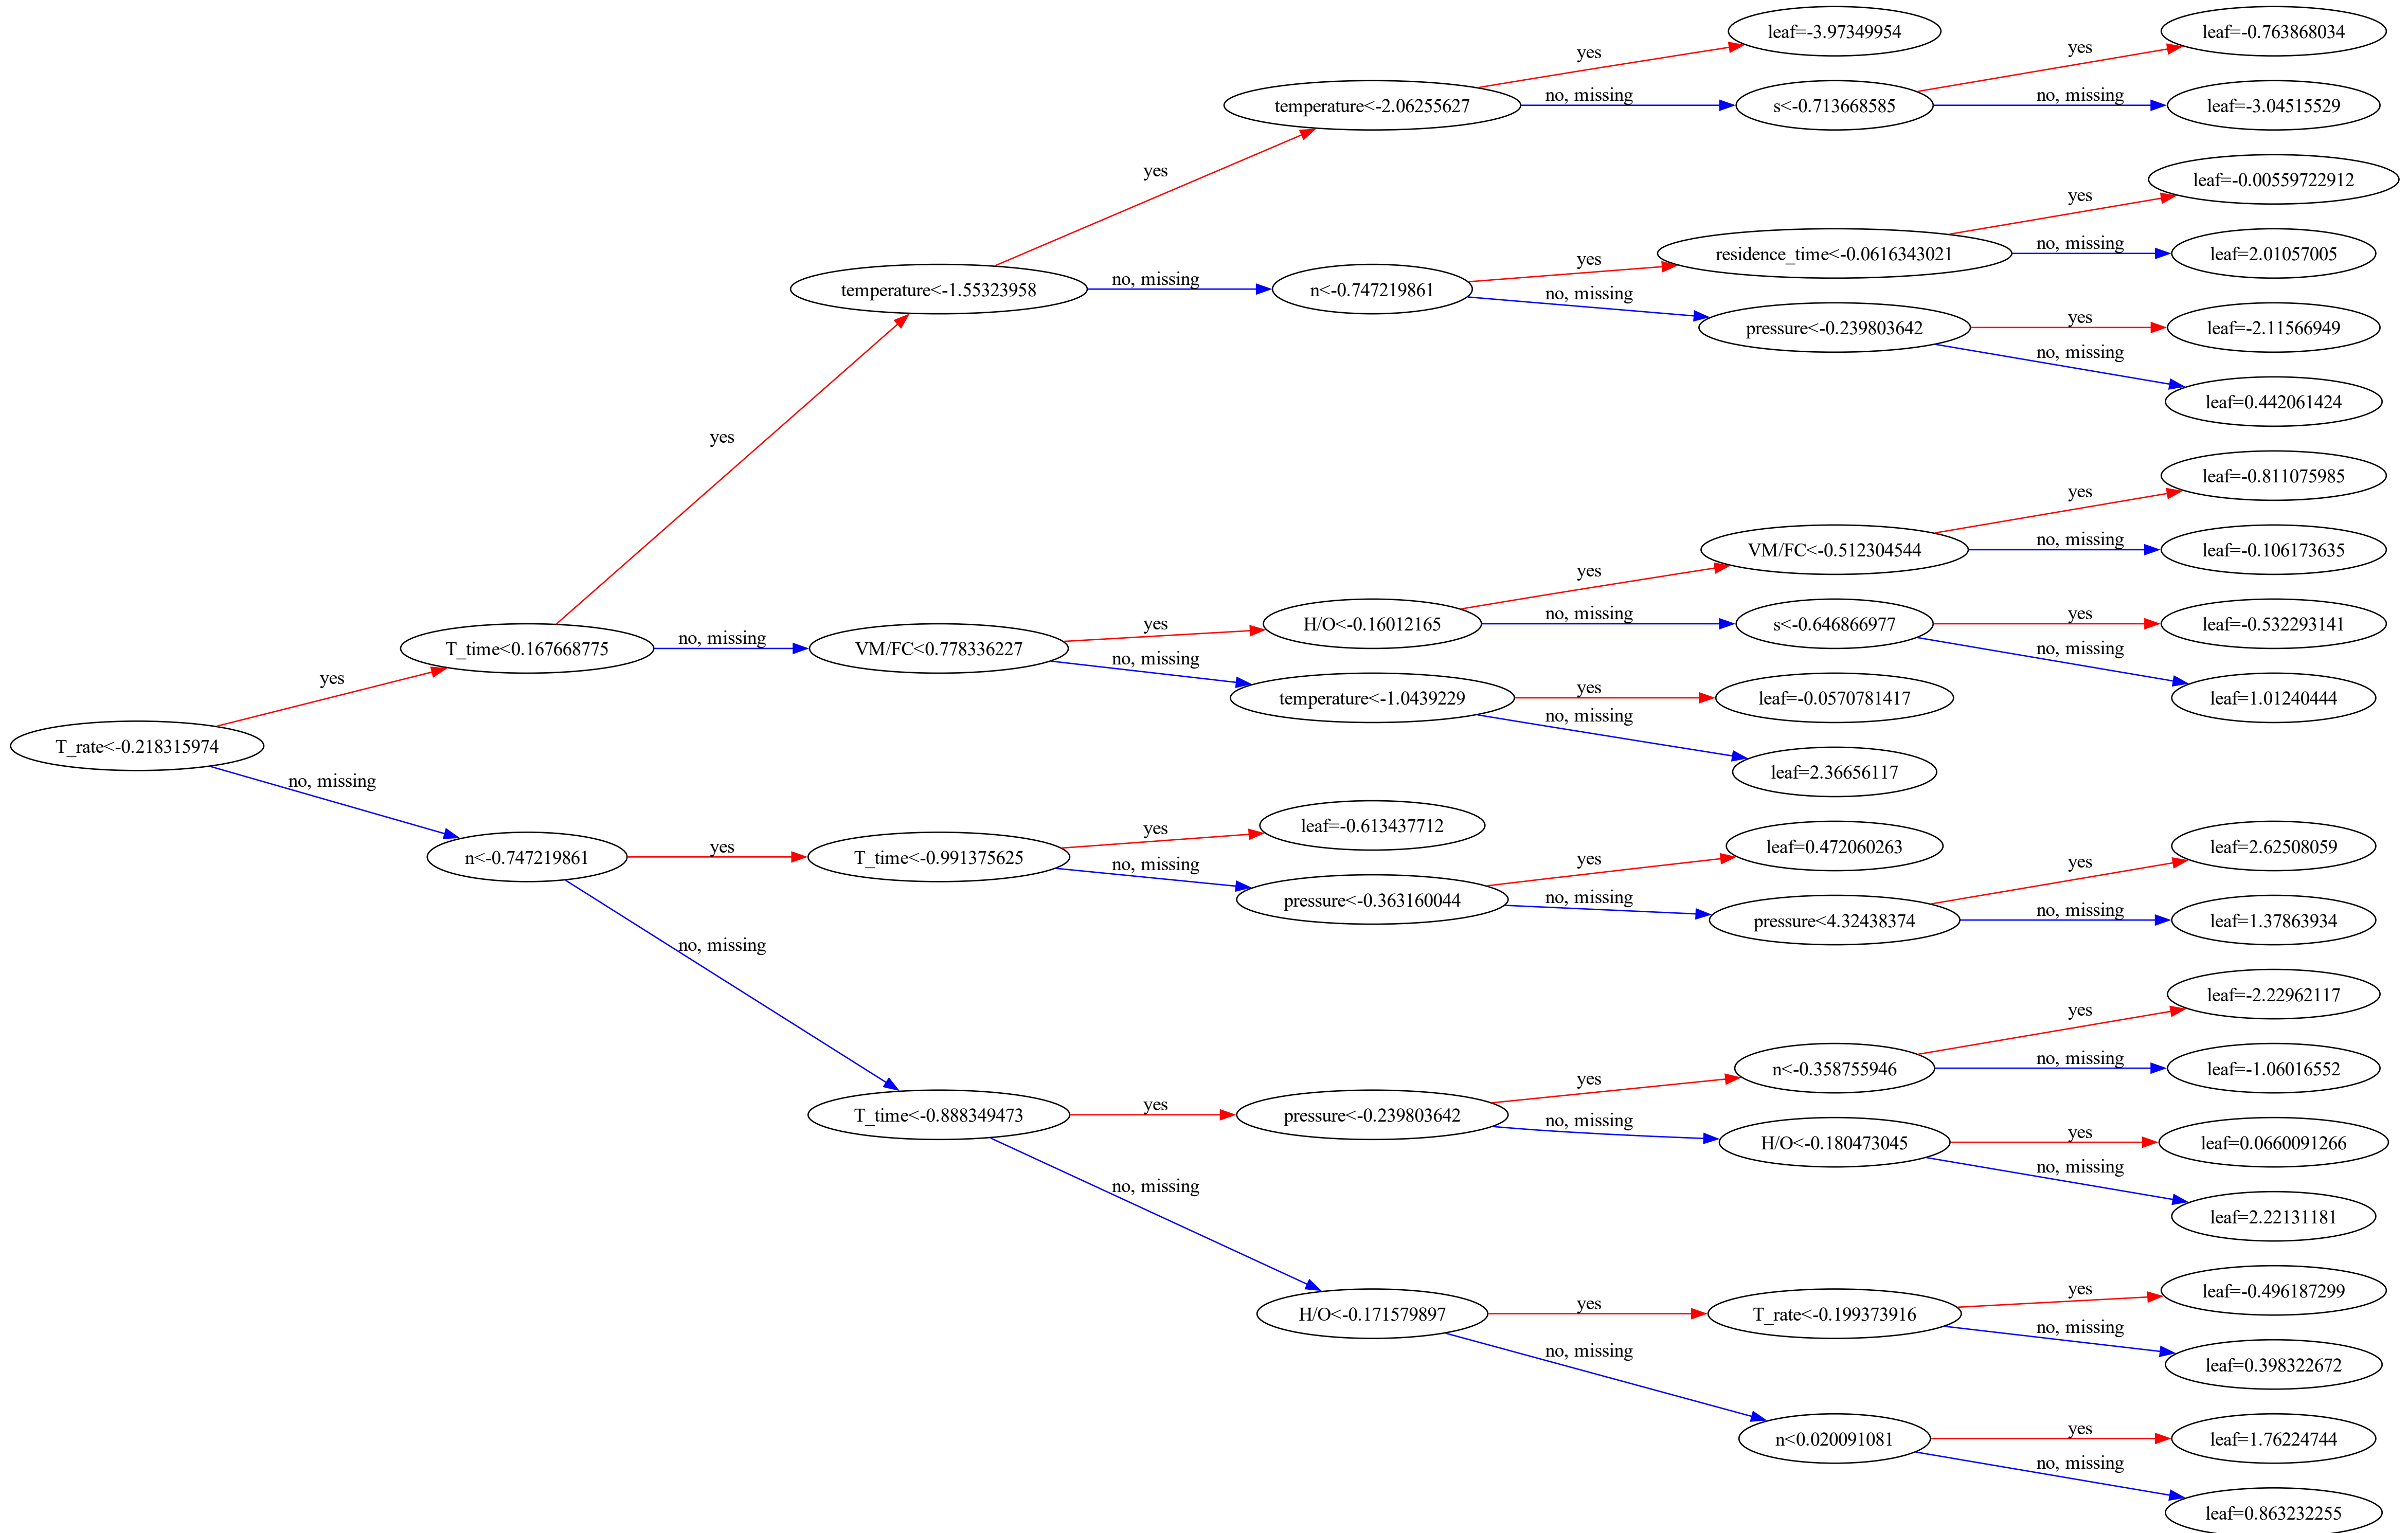 leaf=-3.97349954
leaf=-0.763868034
yes
yes
temperature<-2.06255627
no, missing
s<-0.713668585
no, missing
leaf=-3.04515529
yes
leaf=-0.00559722912
yes
temperature<-1.55323958
no, missing
n<-0.747219861
yes
residence_time<-0.0616343021
no, missing
leaf=2.01057005
no, missing
pressure<-0.239803642
yes
leaf=-2.11566949
no, missing
leaf=0.442061424
yes
leaf=-0.811075985
yes
VM/FC<-0.512304544
no, missing
leaf=-0.106173635
yes
H/O<-0.16012165
no, missing
s<-0.646866977
yes
leaf=-0.532293141
T_time<0.167668775
no, missing
VM/FC<0.778336227
yes
no, missing
temperature<-1.0439229
yes
leaf=-0.0570781417
no, missing
leaf=1.01240444
yes
no, missing
leaf=2.36656117
T_rate<-0.218315974
no, missing
leaf=-0.613437712
yes
leaf=0.472060263
leaf=2.62508059
n<-0.747219861
yes
T_time<-0.991375625
no, missing
yes
yes
pressure<-0.363160044
no, missing
pressure<4.32438374
no, missing
leaf=1.37863934
no, missing
leaf=-2.22962117
yes
n<-0.358755946
no, missing
leaf=-1.06016552
T_time<-0.888349473
yes
pressure<-0.239803642
yes
no, missing
H/O<-0.180473045
yes
leaf=0.0660091266
no, missing
no, missing
leaf=2.22131181
H/O<-0.171579897
yes
T_rate<-0.199373916
yes
leaf=-0.496187299
no, missing
leaf=0.398322672
no, missing
n<0.020091081
yes
leaf=1.76224744
no, missing
leaf=0.863232255